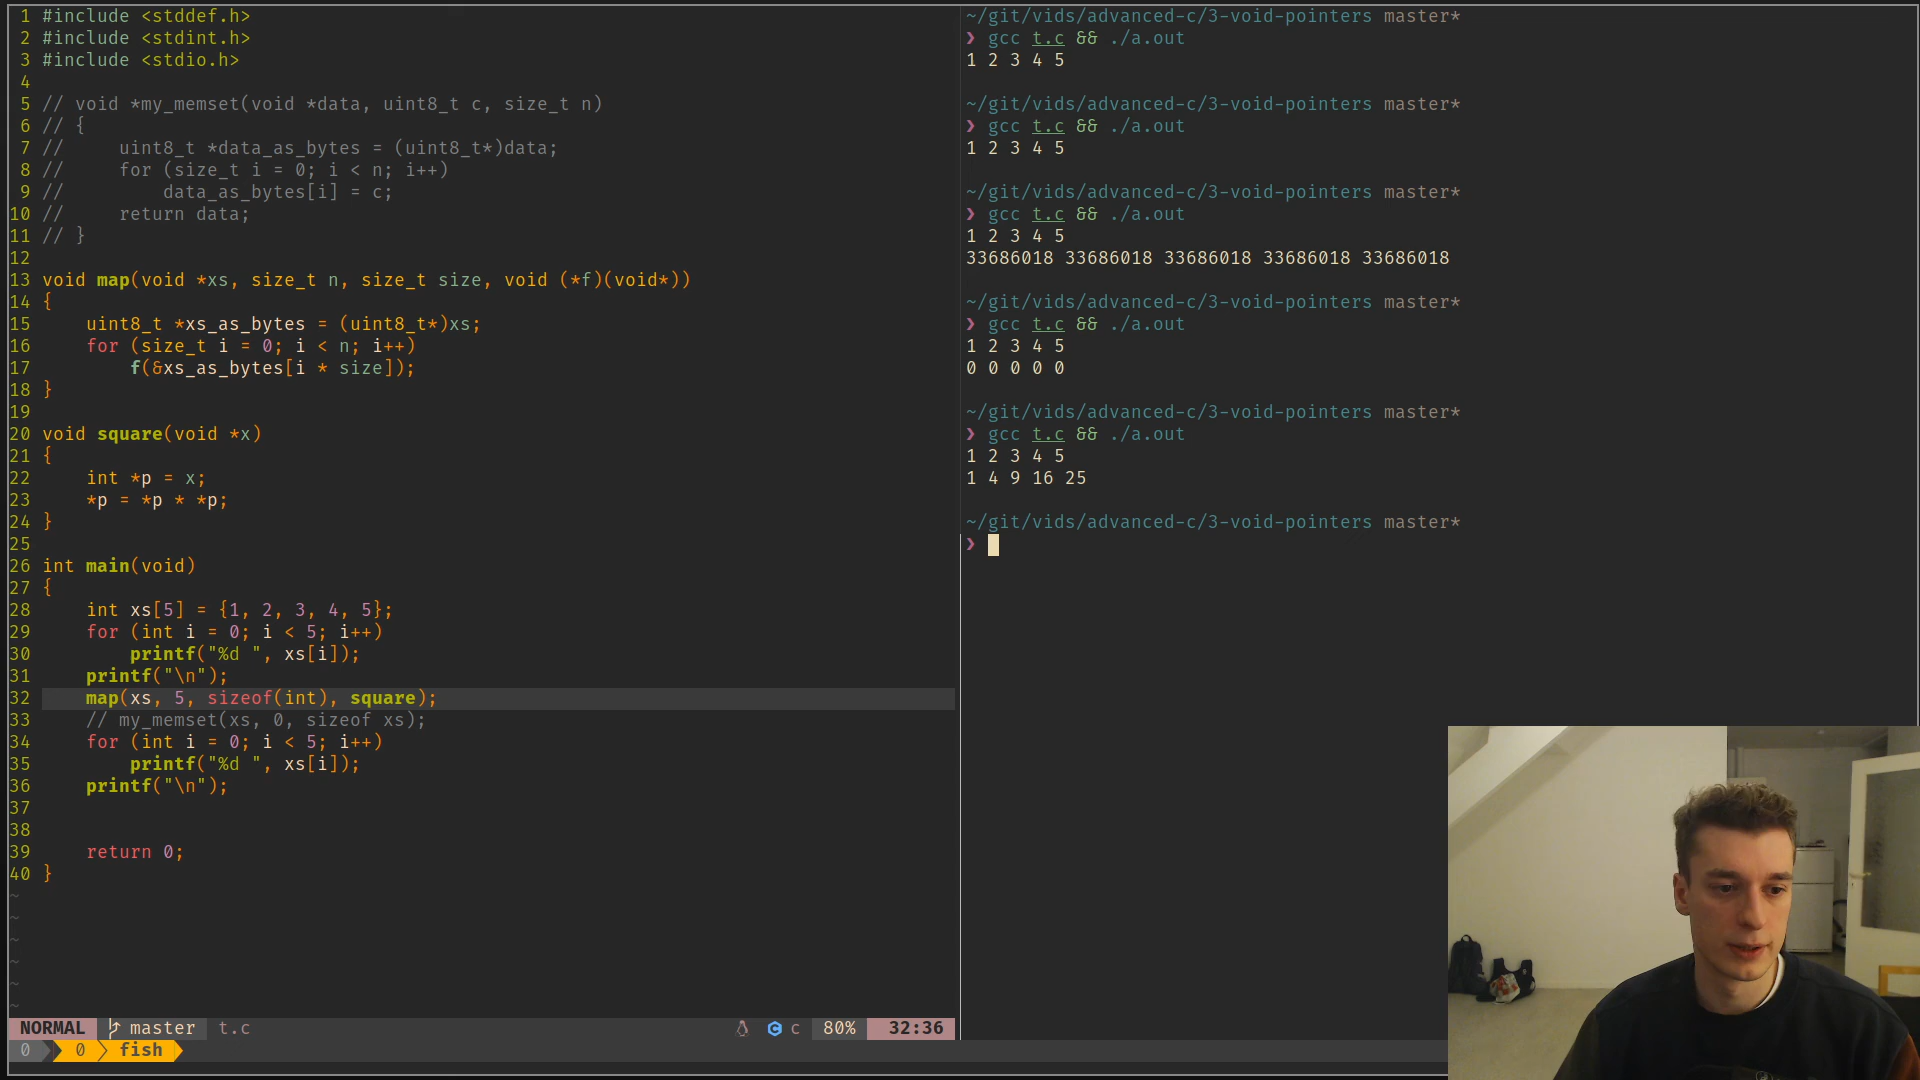 1 #include <stddef.h>
2 #include <stdint.h>
3 #include <stdio.h>
4
5 // void *my_memset(void *data, uint8_t c, size_t n)
6 // {
7 //     uint8_t *data_as_bytes = (uint8_t*)data;
8 //     for (size_t i = 0; i < n; i++)
9 //         data_as_bytes[i] = c;
10 //     return data;
11 // }
12
13 void map(void *xs, size_t n, size_t size, void (*f)(void*))
14 {
15     uint8_t *xs_as_bytes = (uint8_t*)xs;
16     for (size_t i = 0; i < n; i++)
17         f(&xs_as_bytes[i * size]);
18 }
19
20 void square(void *x)
21 {
22     int *p = x;
23     *p = *p * *p;
24 }
25
26 int main(void)
27 {
28     int xs[5] = {1, 2, 3, 4, 5};
29     for (int i = 0; i < 5; i++)
30         printf("%d ", xs[i]);
31     printf("\n");
32     map(xs, 5, sizeof(int), square);
33     // my_memset(xs, 0, sizeof xs);
34     for (int i = 0; i < 5; i++)
35         printf("%d ", xs[i]);
36     printf("\n");
37
38
39     return 0;
40 }
~
~
~
~
~
~
NORMAL master t.c c 80% 32:36
0 0 fish
~/git/vids/advanced-c/3-void-pointers master*
❯ gcc t.c && ./a.out
1 2 3 4 5
~/git/vids/advanced-c/3-void-pointers master*
❯ gcc t.c && ./a.out
1 2 3 4 5
~/git/vids/advanced-c/3-void-pointers master*
❯ gcc t.c && ./a.out
1 2 3 4 5
33686018 33686018 33686018 33686018 33686018
~/git/vids/advanced-c/3-void-pointers master*
❯ gcc t.c && ./a.out
1 2 3 4 5
0 0 0 0 0
~/git/vids/advanced-c/3-void-pointers master*
❯ gcc t.c && ./a.out
1 2 3 4 5
1 4 9 16 25
~/git/vids/advanced-c/3-void-pointers master*
❯